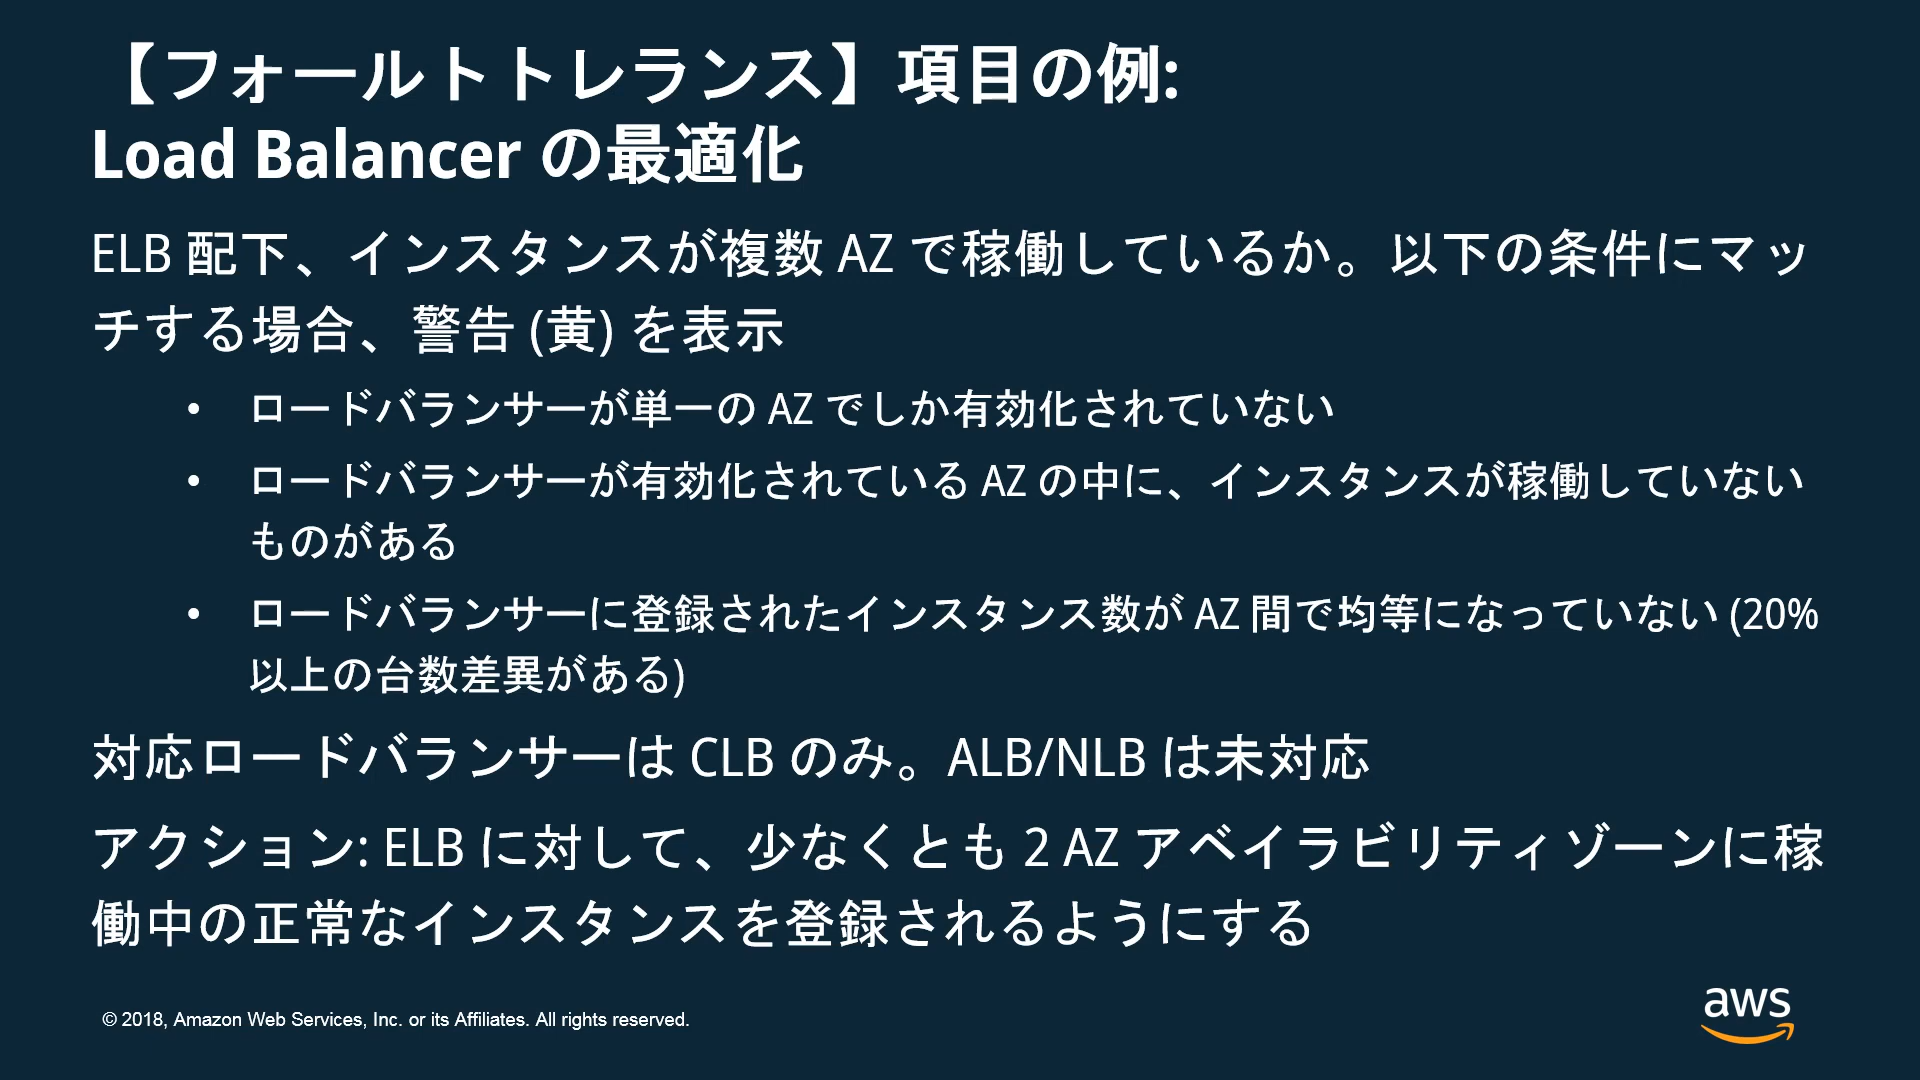 【フォールトトレランス】項目の例:
Load Balancer の最適化
ELB 配下、インスタンスが複数 AZ で稼働しているか。以下の条件にマッ
チする場合、警告 (黄) を表示
• ロードバランサーが単一の AZ でしか有効化されていない
• ロードバランサーが有効化されている AZ の中に、インスタンスが稼働していない
ものがある
• ロードバランサーに登録されたインスタンス数が AZ 間で均等になっていない (20%
以上の台数差異がある)
対応ロードバランサーは CLB のみ。ALB/NLB は未対応
アクション: ELB に対して、少なくとも 2 AZ アベイラビリティゾーンに稼
働中の正常なインスタンスを登録されるようにする
© 2018, Amazon Web Services, Inc. or its Affiliates. All rights reserved.
aws